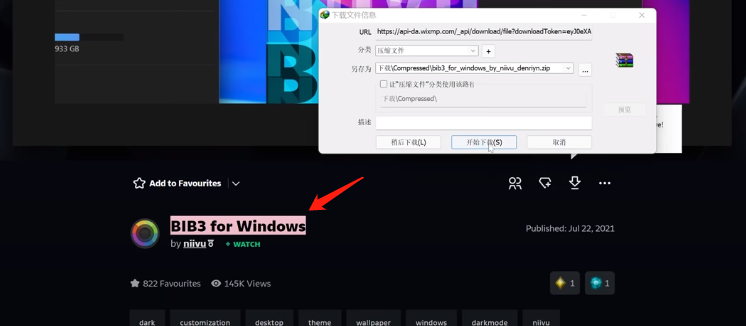 BIB
933 GB
下载文件信息
URL https://api-da.wixmp.com/_api/download/file?downloadToken=eyJ0eXA
分类 压缩文件 +
另存为 下载\Compressed\bib3_for_windows_by_niivu_denriyn.zip ...
让"压缩文件"分类使用该路径
下载\Compressed\
预览
描述
稍后下载(L) 开始下载(S) 取消
Add to Favourites
BIB3 for Windows
by niivu + WATCH
Published: Jul 22, 2021
822 Favourites 145K Views
1 1
dark customization desktop theme wallpaper windows darkmode niivu